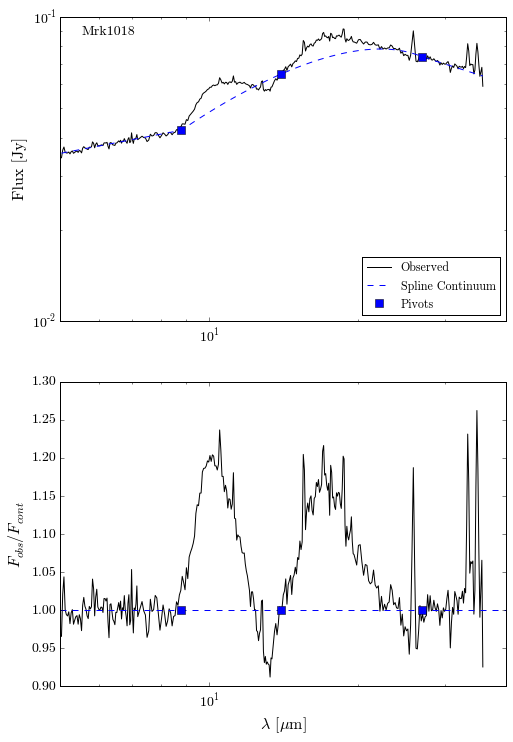 10^-1
Mrk1018
Flux [Jy]
Observed
Spline Continuum
Pivots
10^-2
10^1
1.30
1.25
1.20
1.15
1.10
1.05
1.00
0.95
0.90
F_obs/F_cont
10^1
λ [μm]